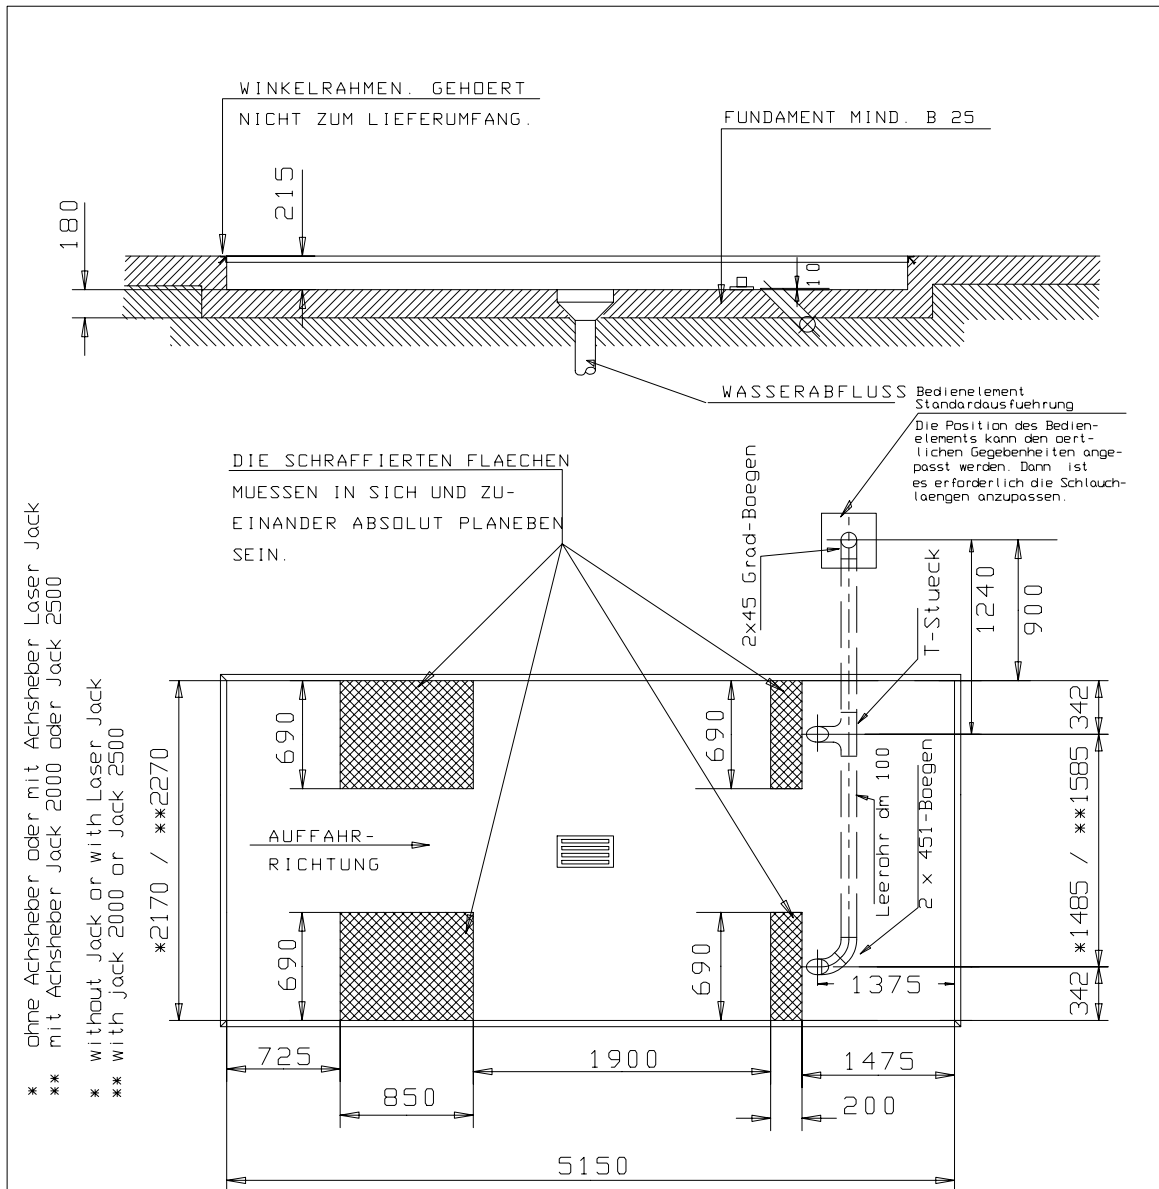 WINKELRAHMEN. GEHOERT
NICHT ZUM LIEFERUMFANG.
FUNDAMENT MIND. B 25
215
180
10
WASSERABFLUSS
Bedienelement
Standardausfuehrung
Die Position des Bedien-
elements kann den oert-
lichen Gegebenheiten ange-
passt werden. Dann ist
es erforderlich die Schlauch-
laengen anzupassen.
DIE SCHRAFFIERTEN FLAECHEN
MUESSEN IN SICH UND ZU-
EINANDER ABSOLUT PLANEBEN
SEIN.
2x45 Grad-Boegen
T-Stueck
1240
900
* ohne Achsheber oder mit Achsheber Laser Jack
** mit Achsheber Jack 2000 oder Jack 2500
* without Jack or with Laser Jack
** with jack 2000 or Jack 2500
*2170 / **2270
690
690
342
AUFFAHR-
RICHTUNG
Leerohr dm 100
2 x 451-Boegen
*1485 / **1585
690
690
1375
342
725
1900
1475
850
200
5150